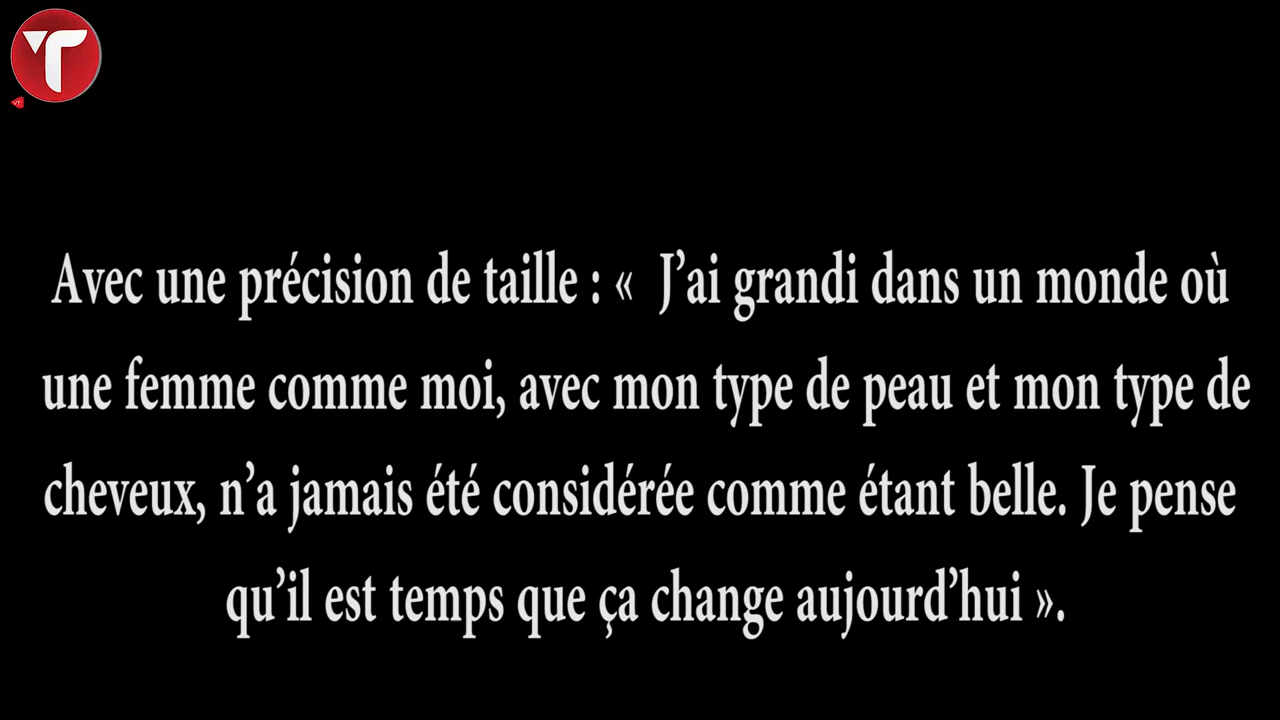 Avec une précision de taille : «  J’ai grandi dans un monde où
une femme comme moi, avec mon type de peau et mon type de
cheveux, n’a jamais été considérée comme étant belle. Je pense
qu’il est temps que ça change aujourd’hui ».